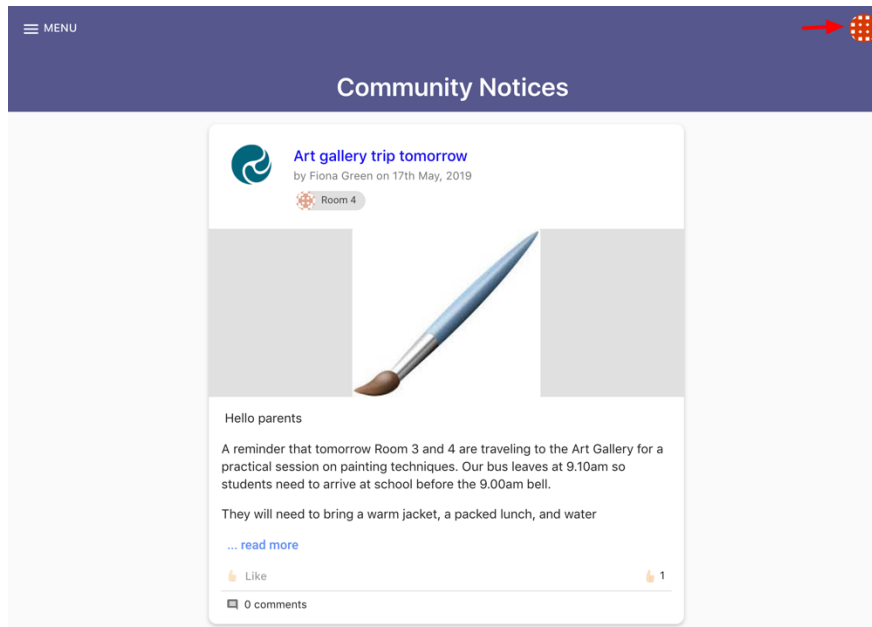 MENU
Community Notices
Art gallery trip tomorrow
by Fiona Green on 17th May, 2019
Room 4
Hello parents
A reminder that tomorrow Room 3 and 4 are traveling to the Art Gallery for a
practical session on painting techniques. Our bus leaves at 9.10am so
students need to arrive at school before the 9.00am bell.
They will need to bring a warm jacket, a packed lunch, and water
... read more
Like
1
0 comments